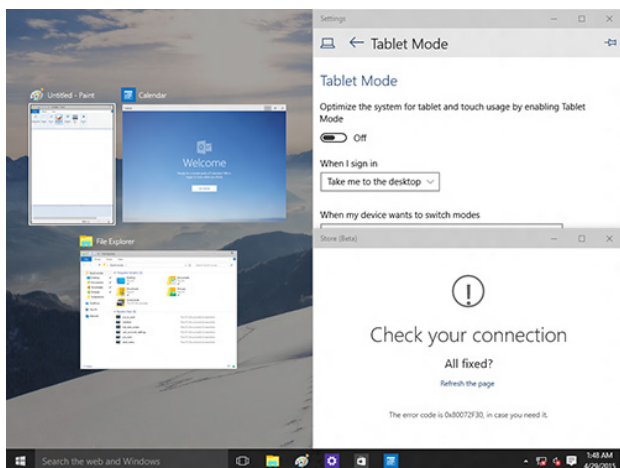 Settings
Tablet Mode
Tablet Mode
Optimize the system for tablet and touch usage by enabling Tablet
Mode
Off
When I sign in
Take me to the desktop
When my device wants to switch modes
Untitled - Paint
Calendar
Welcome
File Explorer
Store (Beta)
Check your connection
All fixed?
Refresh the page
The error code is 0x80072F30, in case you need it.
Search the web and Windows
1:48 AM
4/29/2015